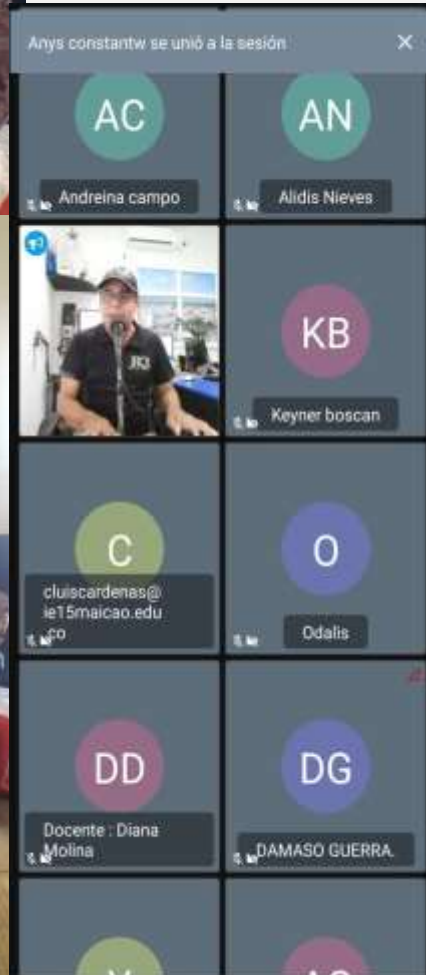 Anys constantw se unió a la sesión
AC
AN
Andreina campo
Alidis Nieves
KB
Keyner boscan
C
O
cluiscardenas@
ie15maicao.edu
.co
Odalis
DD
DG
Docente : Diana
Molina
DAMASO GUERRA.